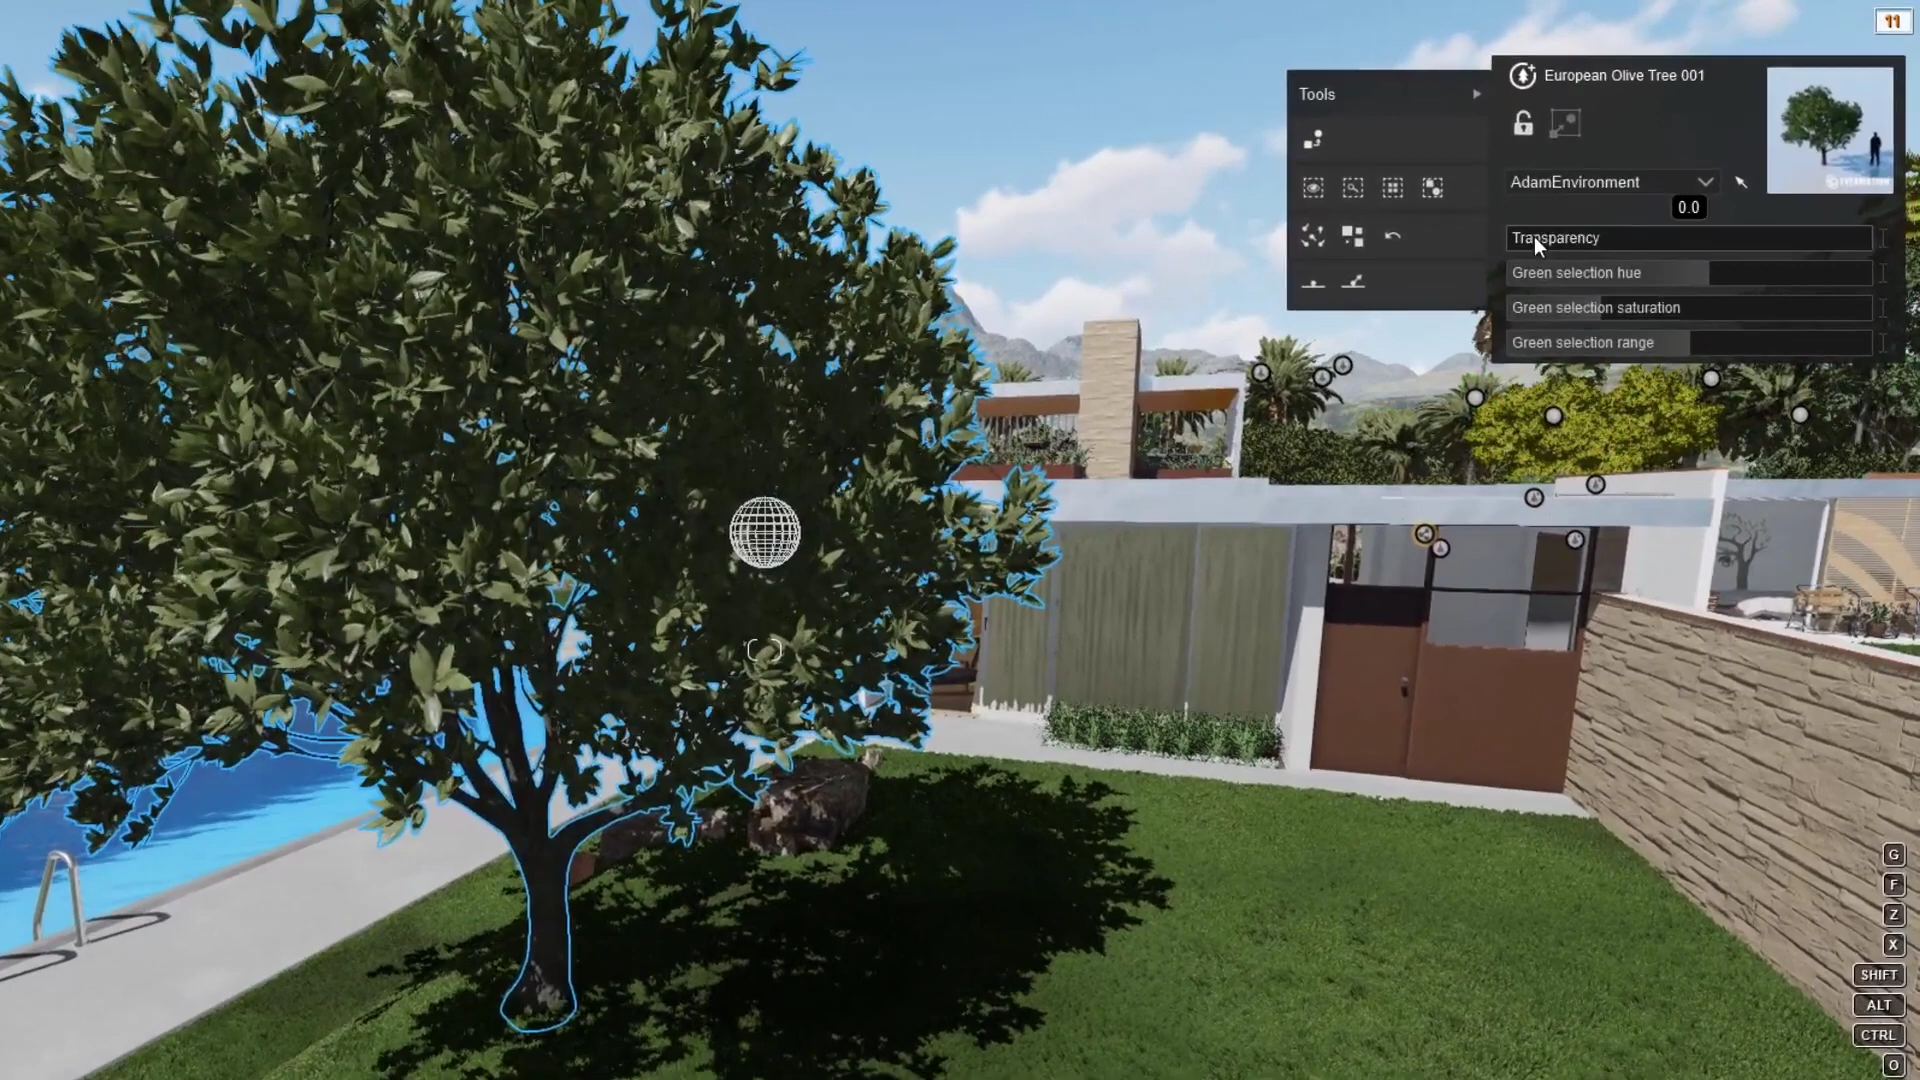 11
European Olive Tree 001
Tools
AdamEnvironment
0.0
Transparency
Green selection hue
Green selection saturation
Green selection range
G
F
Z
X
SHIFT
ALT
CTRL
O